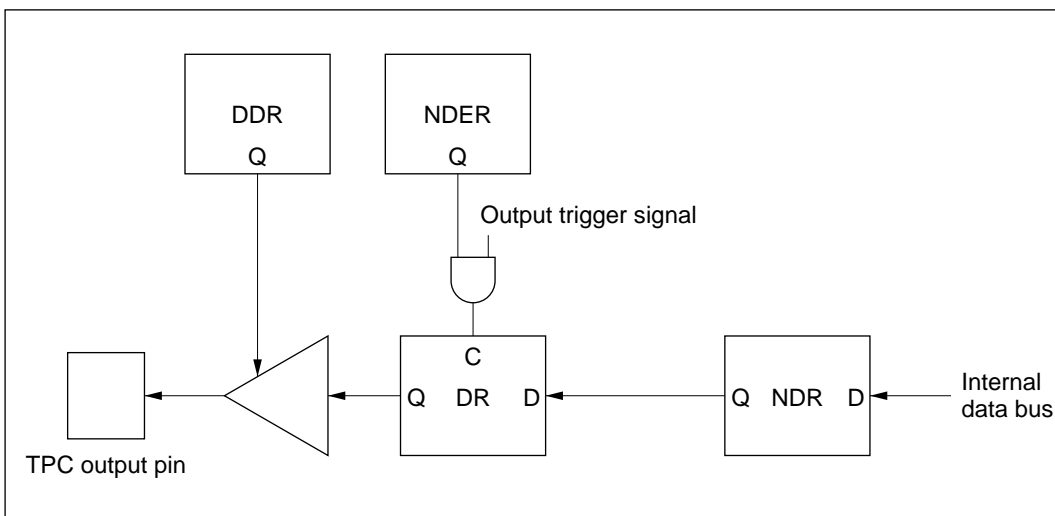 DDR
Q
NDER
Q
Output trigger signal
C
Q DR D
Q NDR D
Internal
data bus
TPC output pin